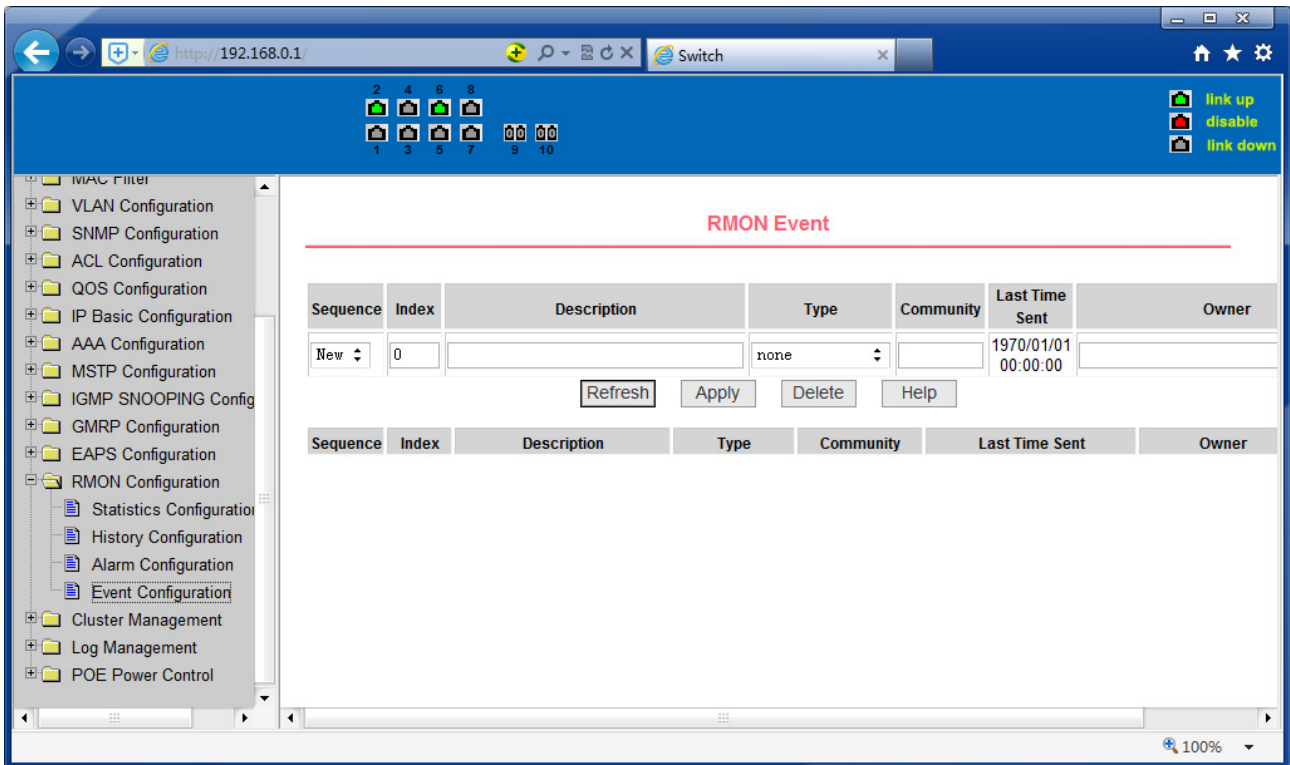 http://192.168.0.1/
Switch
2 4 6 8
1 3 5 7 9 10
link up
disable
link down
MAC Filter
VLAN Configuration
SNMP Configuration
ACL Configuration
QOS Configuration
IP Basic Configuration
AAA Configuration
MSTP Configuration
IGMP SNOOPING Config
GMRP Configuration
EAPS Configuration
RMON Configuration
Statistics Configuration
History Configuration
Alarm Configuration
Event Configuration
Cluster Management
Log Management
POE Power Control
RMON Event
Sequence Index Description Type Community Last Time Sent Owner
New 0 none 1970/01/01 00:00:00
Refresh Apply Delete Help
Sequence Index Description Type Community Last Time Sent Owner
100%